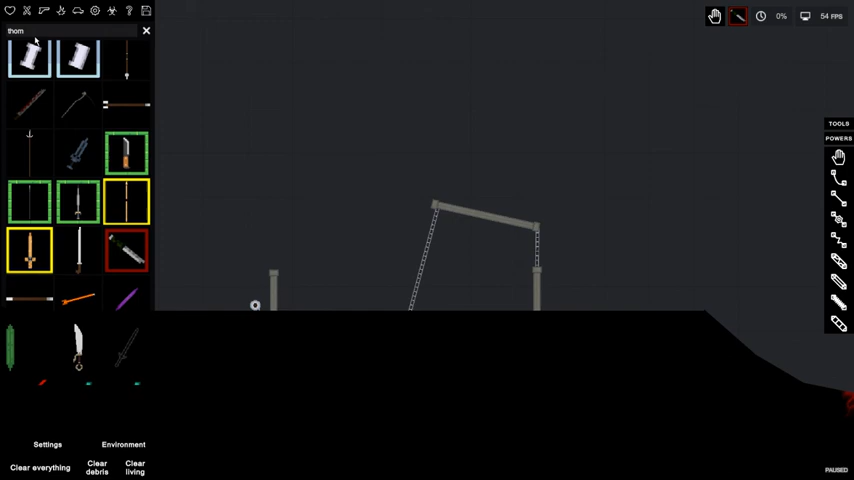 thom
0%
54 FPS
TOOLS
POWERS
Settings
Environment
Clear everything
Clear debris
Clear living
PAUSED